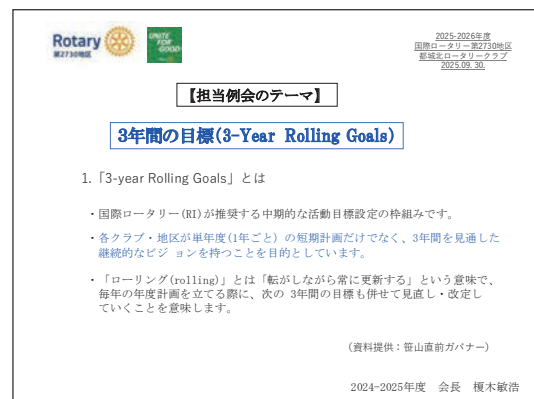 Rotary
第2730地区
UNITE
FOR
GOOD
2025-2026年度
国際ロータリー第2730地区
都城北ロータリークラブ
2025.09. 30.
【担当例会のテーマ】
3年間の目標(3-Year Rolling Goals)
1.「3-year Rolling Goals」とは
・国際ロータリー(RI)が推奨する中期的な活動目標設定の枠組みです。
・各クラブ・地区が単年度(1年ごと) の短期計画だけでなく、3年間を見通した
継続的なビジ ョンを持つことを目的としています。
・「ローリング(rolling)」とは「転がしながら常に更新する」という意味で、
毎年の年度計画を立てる際に、次の 3年間の目標も併せて見直し・改定し
ていくことを意味します。
(資料提供：笹山直前ガバナー)
2024-2025年度　会長　榎木敏浩